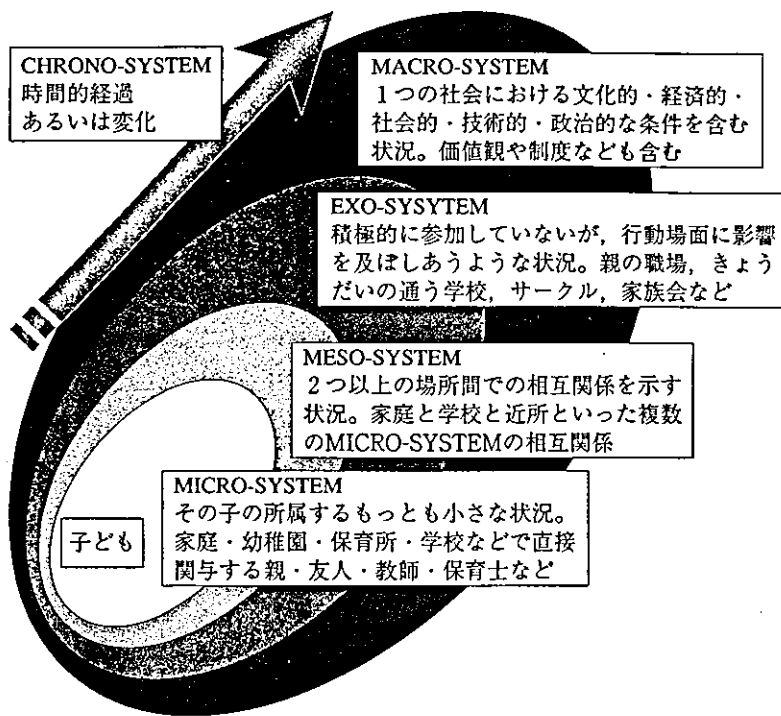 CHRONO-SYSTEM
時間的経過
あるいは変化
MACRO-SYSTEM
1つの社会における文化的・経済的・
社会的・技術的・政治的な条件を含む
状況。価値観や制度なども含む
EXO-SYSYTEM
積極的に参加していないが，行動場面に影響
を及ぼしあうような状況。親の職場，きょう
だいの通う学校，サークル，家族会など
MESO-SYSTEM
2つ以上の場所間での相互関係を示す
状況。家庭と学校と近所といった複数
のMICRO-SYSTEMの相互関係
MICRO-SYSTEM
その子の所属するもっとも小さな状況。
家庭・幼稚園・保育所・学校などで直接
関与する親・友人・教師・保育士など
子ども